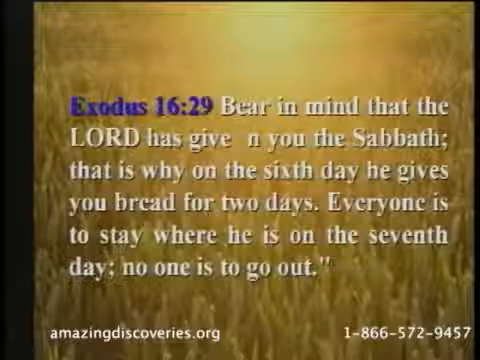 Exodus 16:29 Bear in mind that the
LORD has give n you the Sabbath;
that is why on the sixth day he gives
you bread for two days. Everyone is
to stay where he is on the seventh
day; no one is to go out."
amazingdiscoveries.org 1-866-572-9457